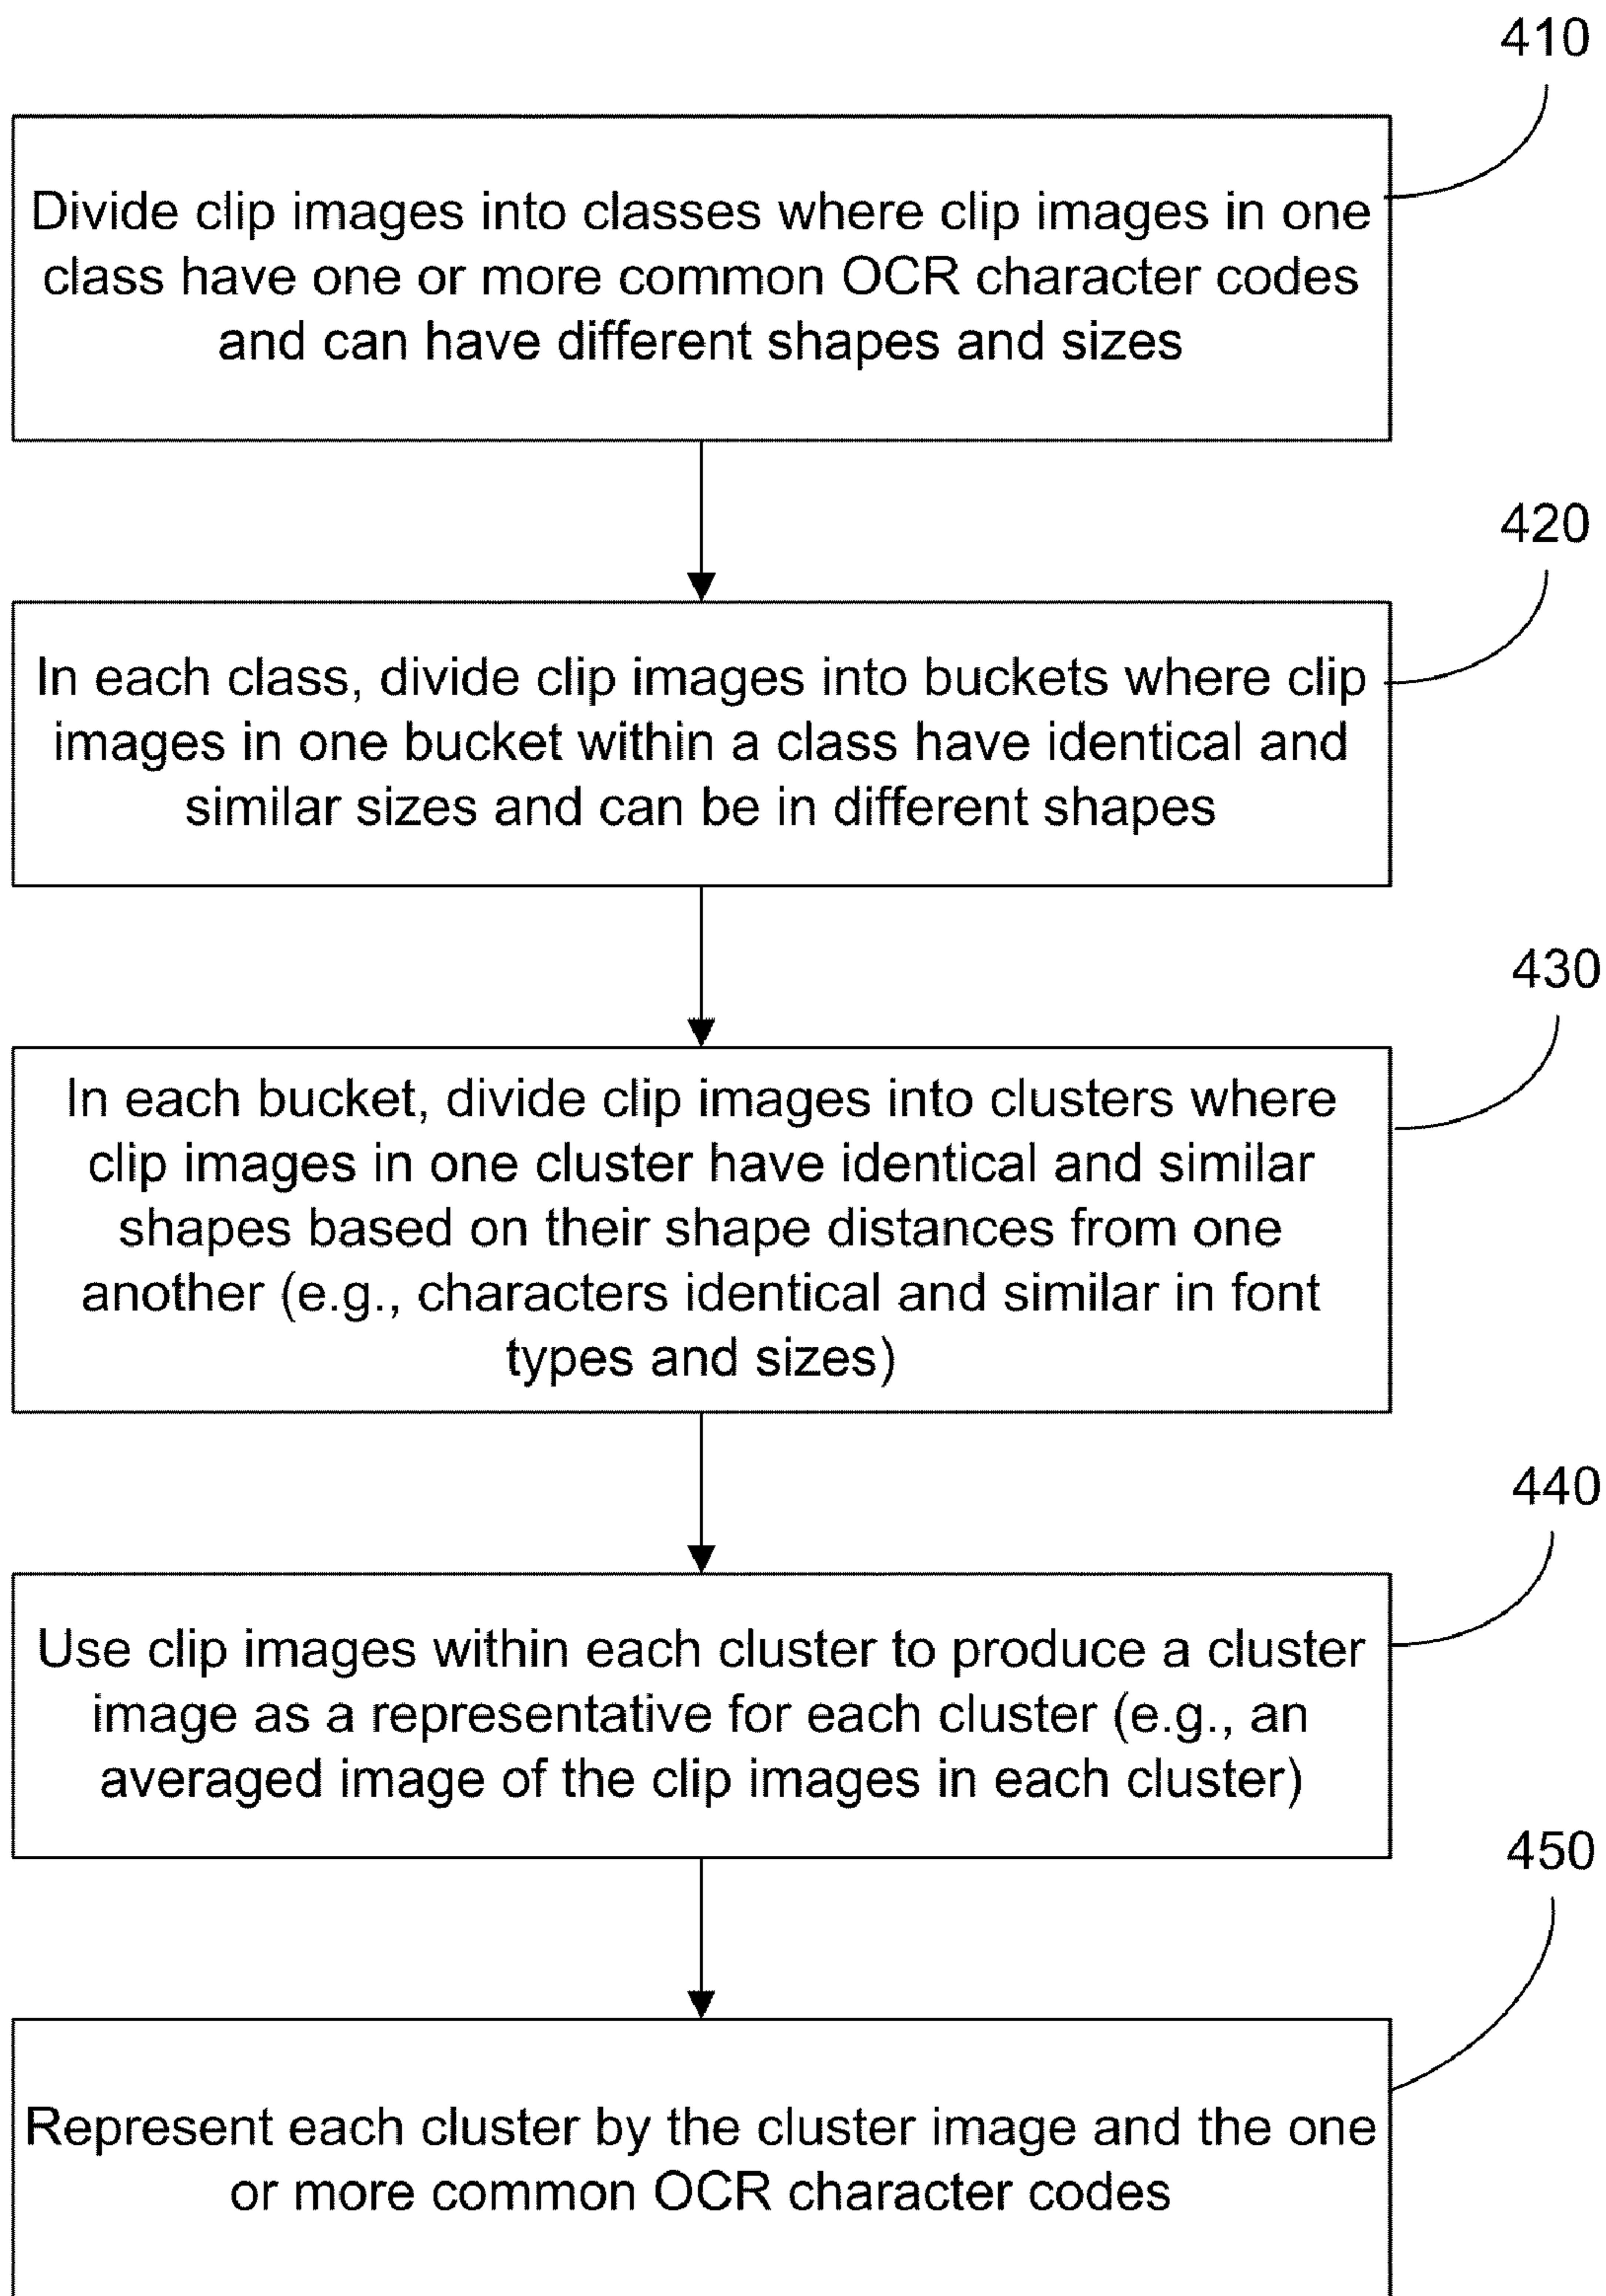 410
Divide clip images into classes where clip images in one
class have one or more common OCR character codes
and can have different shapes and sizes
420
In each class, divide clip images into buckets where clip
images in one bucket within a class have identical and
similar sizes and can be in different shapes
430
In each bucket, divide clip images into clusters where
clip images in one cluster have identical and similar
shapes based on their shape distances from one
another (e.g., characters identical and similar in font
types and sizes)
440
Use clip images within each cluster to produce a cluster
image as a representative for each cluster (e.g., an
averaged image of the clip images in each cluster)
450
Represent each cluster by the cluster image and the one
or more common OCR character codes